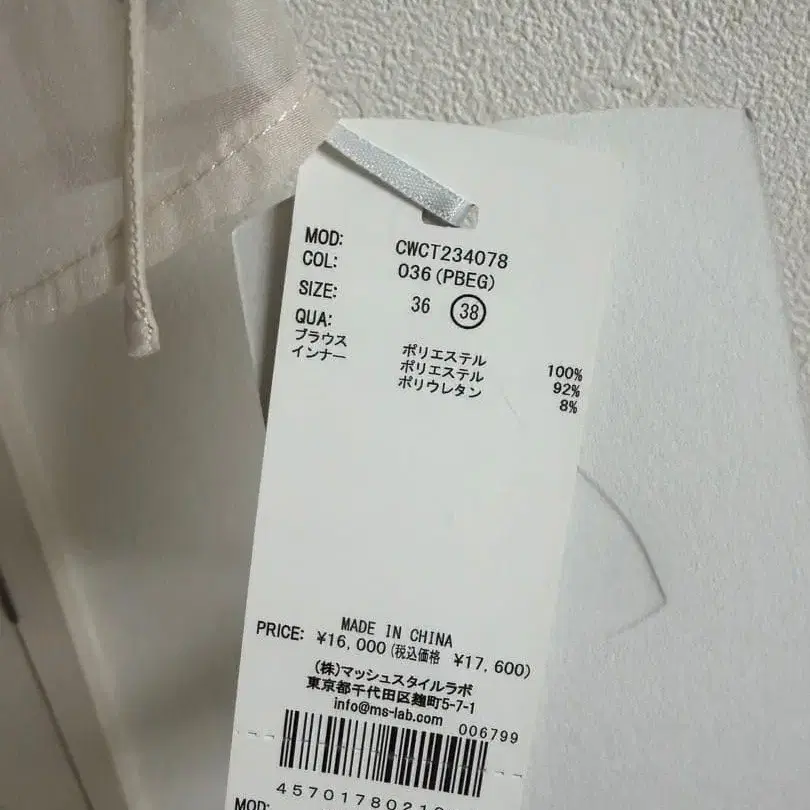 MOD: CWCT234078
COL: 036(PBEG)
SIZE: 36 38
QUA:
ブラウス ポリエステル 100%
インナー ポリエステル 92%
ポリウレタン 8%
MADE IN CHINA
PRICE: ¥16,000(税込価格 ¥17,600)
(株)マッシュスタイルラボ
東京都千代田区麹町5-7-1
info@ms-lab.com
006799
MOD: